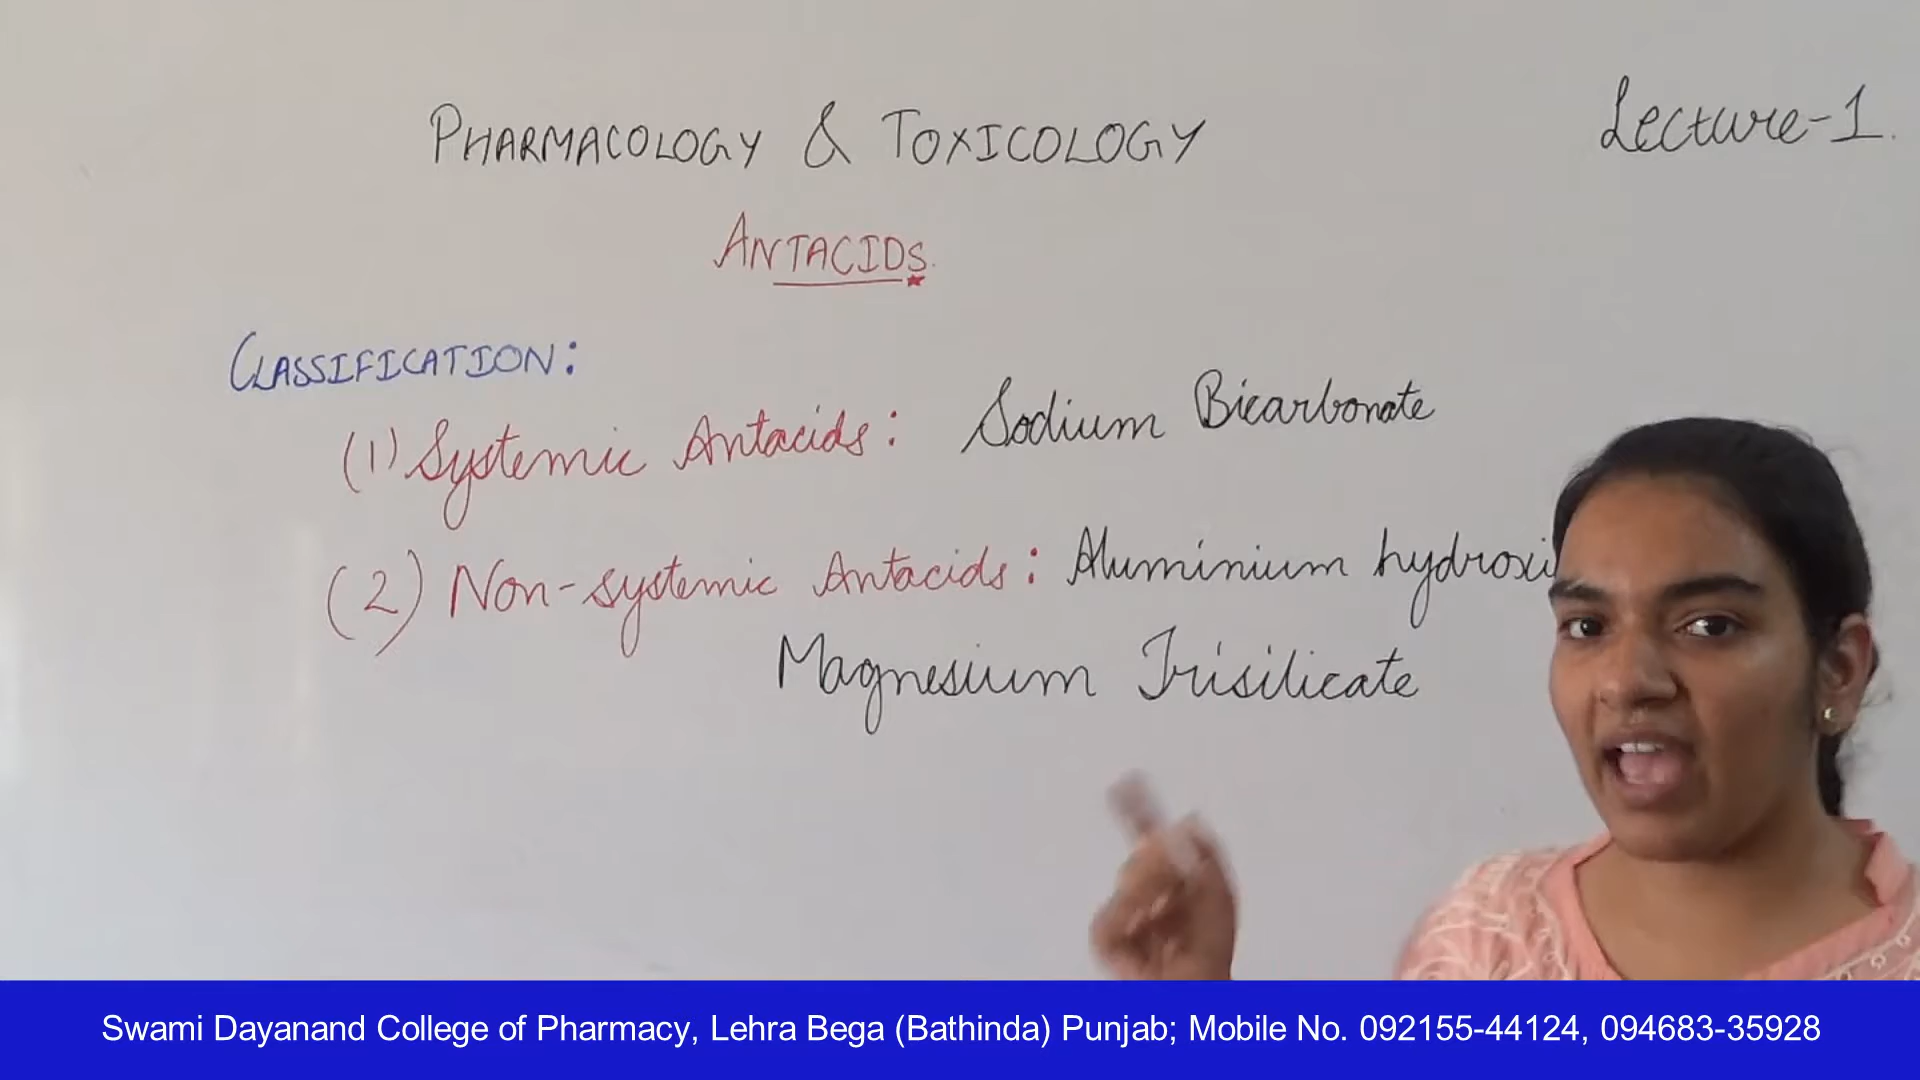 PHARMACOLOGY & TOXICOLOGY
Lecture-1.
ANTACIDS
CLASSIFICATION:
(1) Systemic Antacids: Sodium Bicarbonate
(2) Non-systemic Antacids: Aluminium hydroxi
Magnesium Trisilicate
Swami Dayanand College of Pharmacy, Lehra Bega (Bathinda) Punjab; Mobile No. 092155-44124, 094683-35928